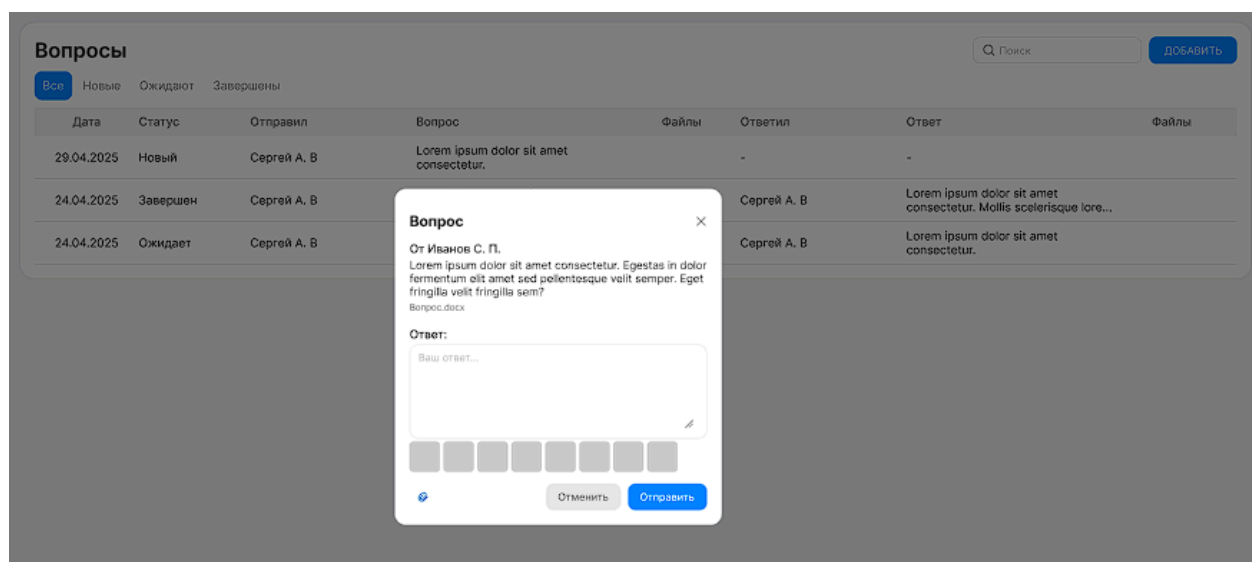 Вопросы
Поиск
ДОБАВИТЬ
Все Новые Ожидают Завершены
Дата Статус Отправил Вопрос Файлы Ответил Ответ Файлы
29.04.2025 Новый Сергей А. В Lorem ipsum dolor sit amet consectetur. - -
24.04.2025 Завершен Сергей А. В Сергей А. В Lorem ipsum dolor sit amet consectetur. Mollis scelerisque lore...
24.04.2025 Ожидает Сергей А. В Сергей А. В Lorem ipsum dolor sit amet consectetur.
Вопрос
От Иванов С. П.
Lorem ipsum dolor sit amet consectetur. Egestas in dolor
fermentum elit amet sed pellentesque velit semper. Eget
fringilla velit fringilla sem?
Вопрос.docx
Ответ:
Ваш ответ...
Отменить Отправить